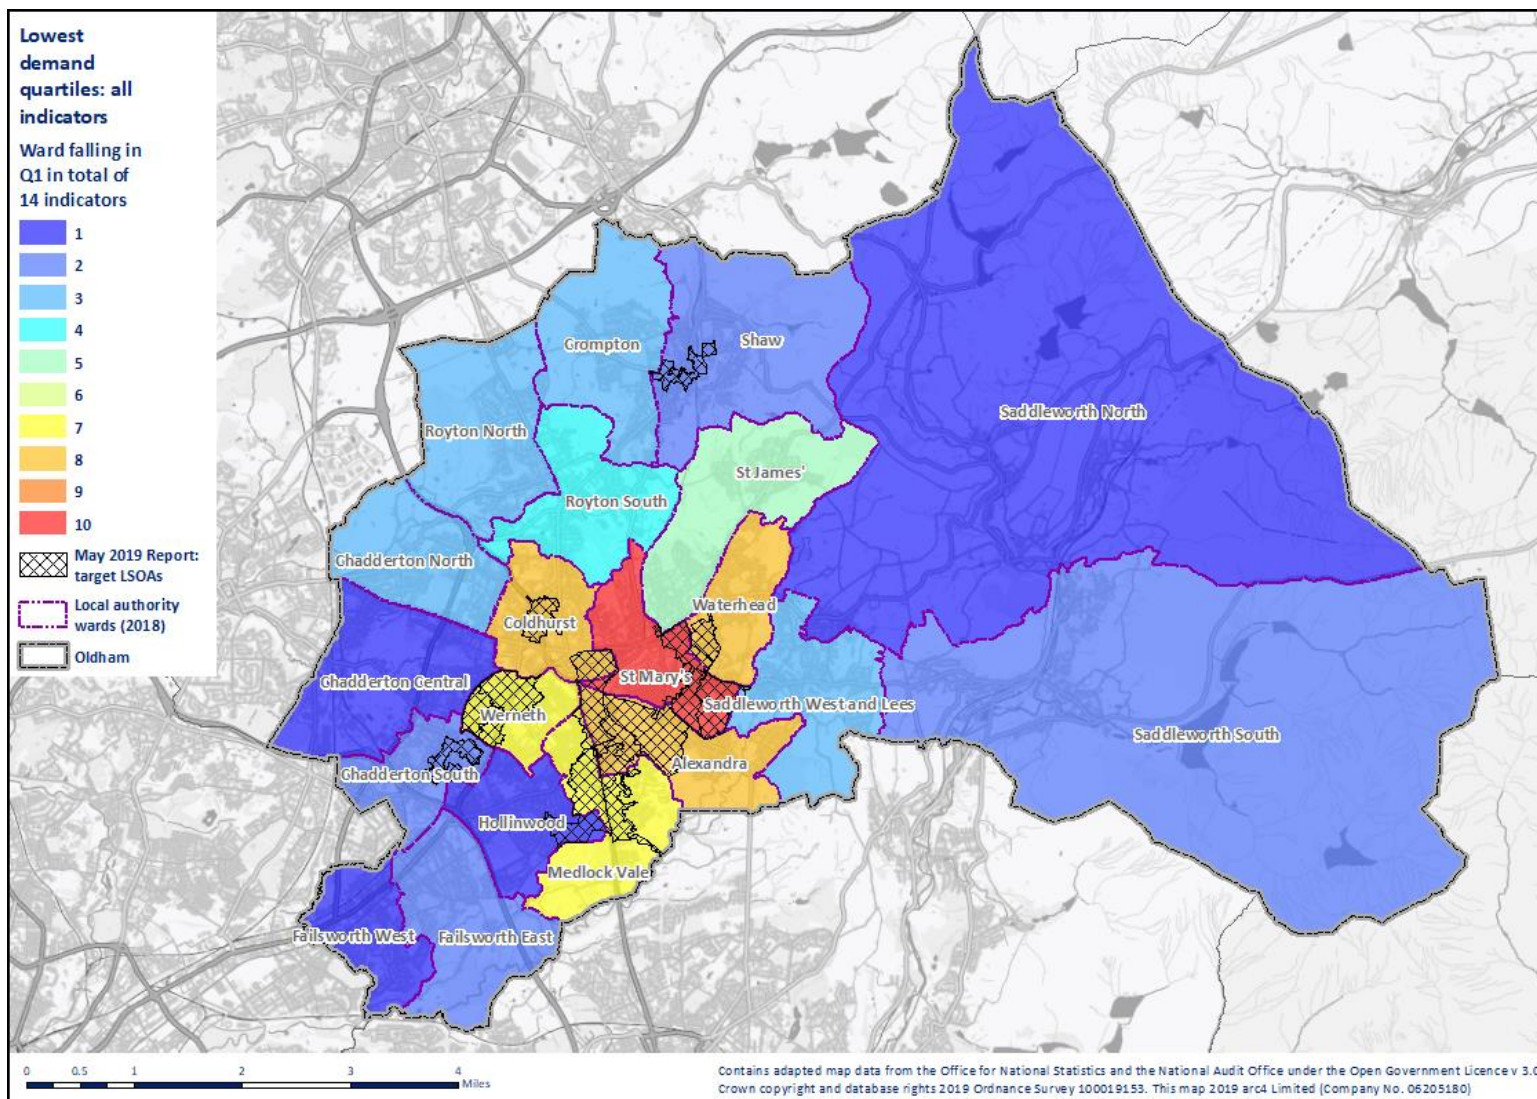 Lowest
demand
quartiles: all
indicators
Ward falling in
Q1 in total of
14 indicators
1
2
3
4
5
6
7
8
9
10
May 2019 Report:
target LSOAs
Local authority
wards (2018)
Oldham
Crompton
Shaw
Saddleworth North
Royton North
St James'
Royton South
Chadderton North
Waterhead
Coldhurst
St Mary's
Chadderton Central
Saddleworth West and Lees
Werneth
Saddleworth South
Alexandra
Chadderton South
Hollinwood
Medlock Vale
Failsworth West
Failsworth East
0 0.5 1 2 3 4
Miles
Contains adapted map data from the Office for National Statistics and the National Audit Office under the Open Government Licence v 3.0
Crown copyright and database rights 2019 Ordnance Survey 100019153. This map 2019 arc4 Limited (Company No. 06205180)